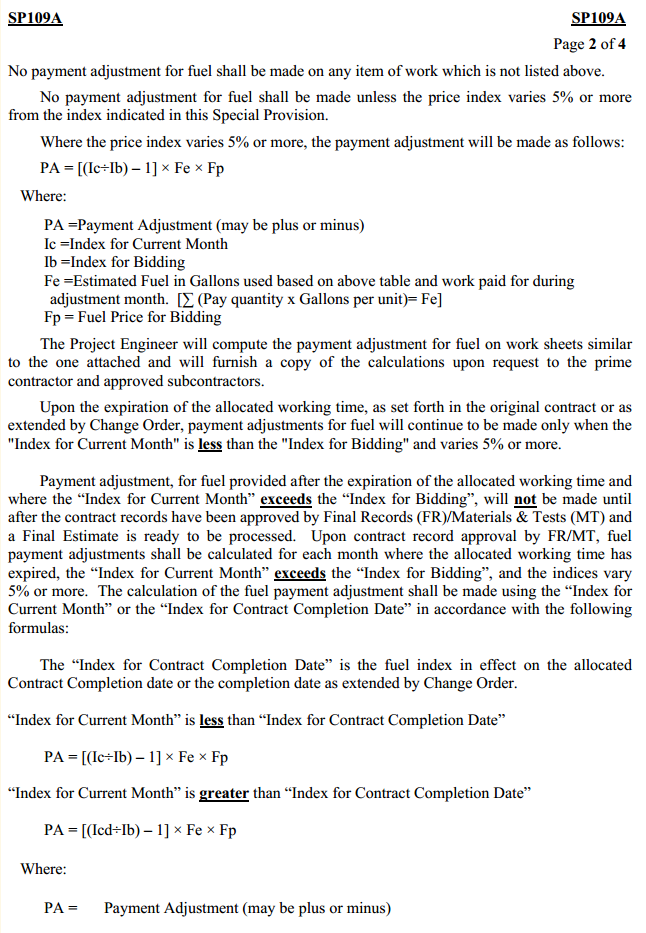 SP109A SP109A
Page 2 of 4
No payment adjustment for fuel shall be made on any item of work which is not listed above.
No payment adjustment for fuel shall be made unless the price index varies 5% or more
from the index indicated in this Special Provision.
Where the price index varies 5% or more, the payment adjustment will be made as follows:
PA = [(Ic÷Ib) – 1] × Fe × Fp
Where:
PA =Payment Adjustment (may be plus or minus)
Ic =Index for Current Month
Ib =Index for Bidding
Fe =Estimated Fuel in Gallons used based on above table and work paid for during
adjustment month. [∑ (Pay quantity x Gallons per unit)= Fe]
Fp = Fuel Price for Bidding
The Project Engineer will compute the payment adjustment for fuel on work sheets similar
to the one attached and will furnish a copy of the calculations upon request to the prime
contractor and approved subcontractors.
Upon the expiration of the allocated working time, as set forth in the original contract or as
extended by Change Order, payment adjustments for fuel will continue to be made only when the
"Index for Current Month" is less than the "Index for Bidding" and varies 5% or more.
Payment adjustment, for fuel provided after the expiration of the allocated working time and
where the “Index for Current Month” exceeds the “Index for Bidding”, will not be made until
after the contract records have been approved by Final Records (FR)/Materials & Tests (MT) and
a Final Estimate is ready to be processed. Upon contract record approval by FR/MT, fuel
payment adjustments shall be calculated for each month where the allocated working time has
expired, the “Index for Current Month” exceeds the “Index for Bidding”, and the indices vary
5% or more. The calculation of the fuel payment adjustment shall be made using the “Index for
Current Month” or the “Index for Contract Completion Date” in accordance with the following
formulas:
The “Index for Contract Completion Date” is the fuel index in effect on the allocated
Contract Completion date or the completion date as extended by Change Order.
“Index for Current Month” is less than “Index for Contract Completion Date”
PA = [(Ic÷Ib) – 1] × Fe × Fp
“Index for Current Month” is greater than “Index for Contract Completion Date”
PA = [(Icd÷Ib) – 1] × Fe × Fp
Where:
PA = Payment Adjustment (may be plus or minus)